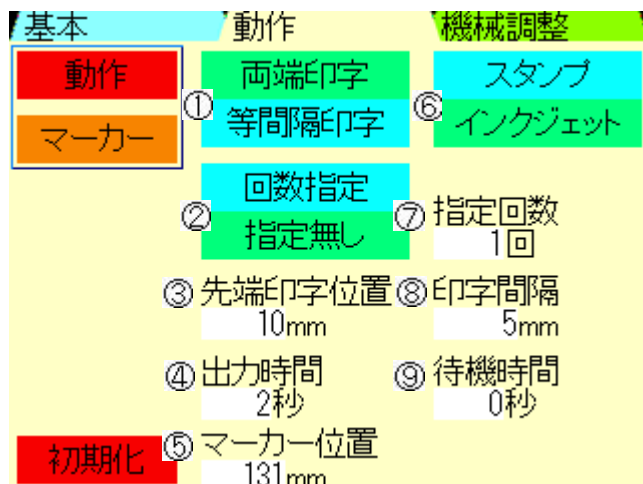 基本
動作
機械調整
動作
マーカー
①
両端印字
等間隔印字
⑥
スタンプ
インクジェット
②
回数指定
指定無し
⑦
指定回数
1回
③先端印字位置
10mm
⑧印字間隔
5mm
④出力時間
2秒
⑨待機時間
0秒
初期化
⑤マーカー位置
131mm